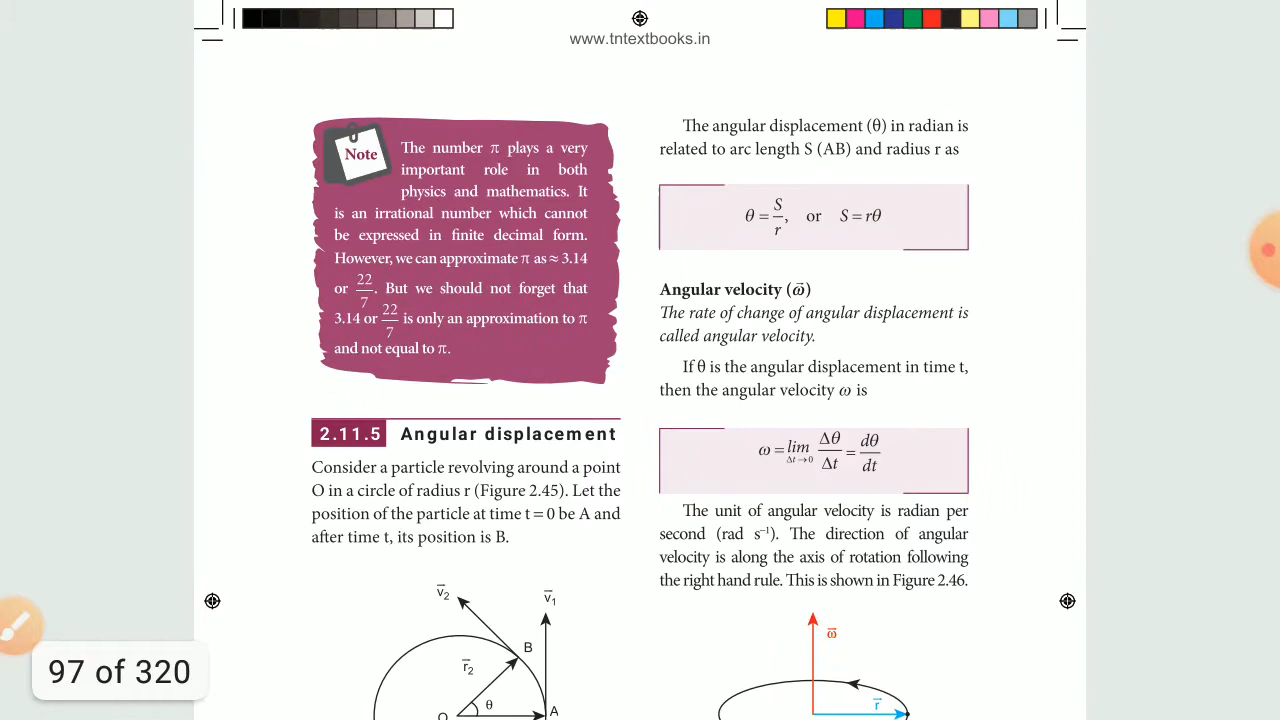 www.tntextbooks.in
Note
The number π plays a very
important role in both
physics and mathematics. It
is an irrational number which cannot
be expressed in finite decimal form.
However, we can approximate π as ≈ 3.14
or 22/7. But we should not forget that
3.14 or 22/7 is only an approximation to π
and not equal to π.
2.11.5 Angular displacement
Consider a particle revolving around a point
O in a circle of radius r (Figure 2.45). Let the
position of the particle at time t = 0 be A and
after time t, its position is B.
v⃗₂
v⃗₁
B
r⃗₂
θ
O
A
The angular displacement (θ) in radian is
related to arc length S (AB) and radius r as
θ = S/r, or S = rθ
Angular velocity (ω⃗)
The rate of change of angular displacement is
called angular velocity.
If θ is the angular displacement in time t,
then the angular velocity ω is
ω = lim Δt→0 Δθ/Δt = dθ/dt
The unit of angular velocity is radian per
second (rad s⁻¹). The direction of angular
velocity is along the axis of rotation following
the right hand rule. This is shown in Figure 2.46.
ω⃗
r⃗
97 of 320